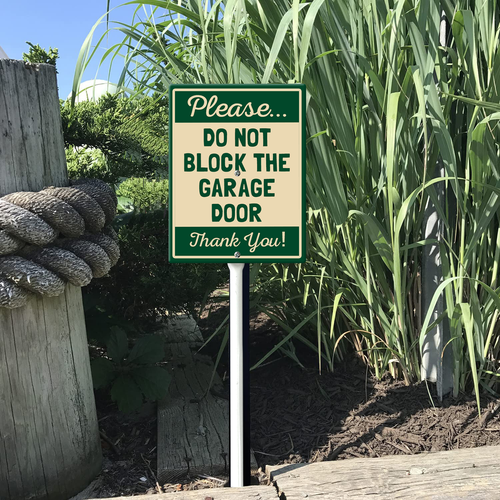 Please...
DO NOT
BLOCK THE
GARAGE
DOOR
Thank You!